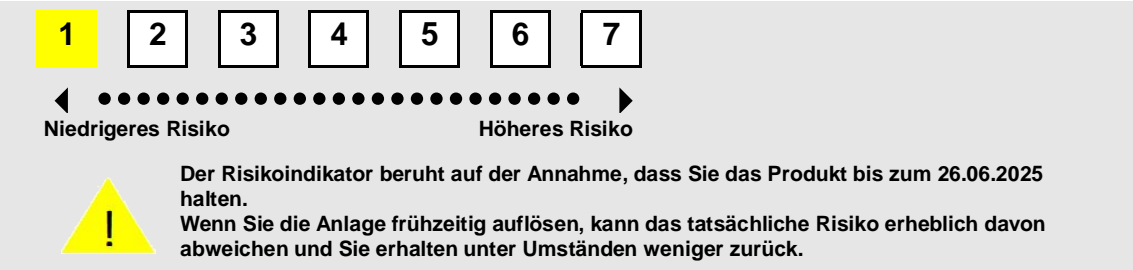 1 2 3 4 5 6 7
Niedrigeres Risiko Höheres Risiko
Der Risikoindikator beruht auf der Annahme, dass Sie das Produkt bis zum 26.06.2025
halten.
Wenn Sie die Anlage frühzeitig auflösen, kann das tatsächliche Risiko erheblich davon
abweichen und Sie erhalten unter Umständen weniger zurück.
!